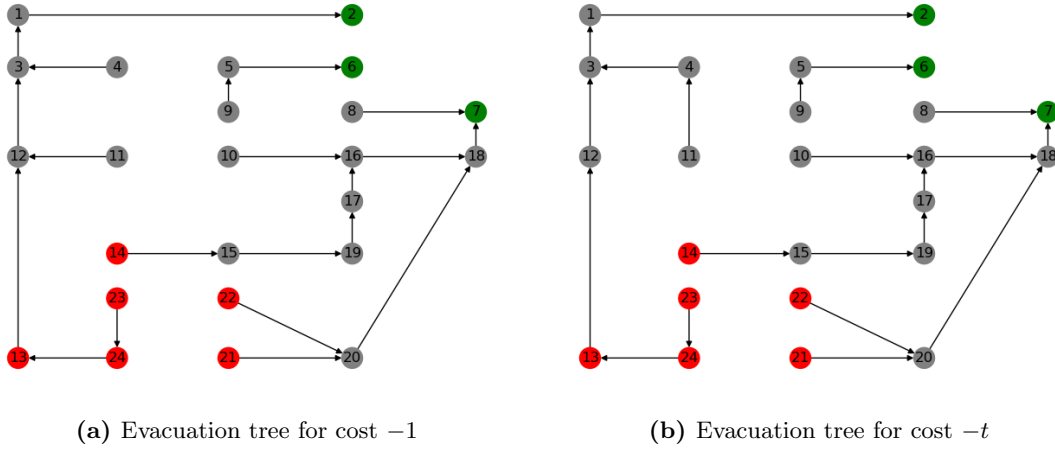 1 2 1 2
3 4 5 6 3 4 5 6
9 8 7 9 8 7
12 11 10 16 18 12 11 10 16 18
17 17
14 15 19 14 15 19
23 22 23 22
13 24 21 20 13 24 21 20
(a) Evacuation tree for cost −1
(b) Evacuation tree for cost −t